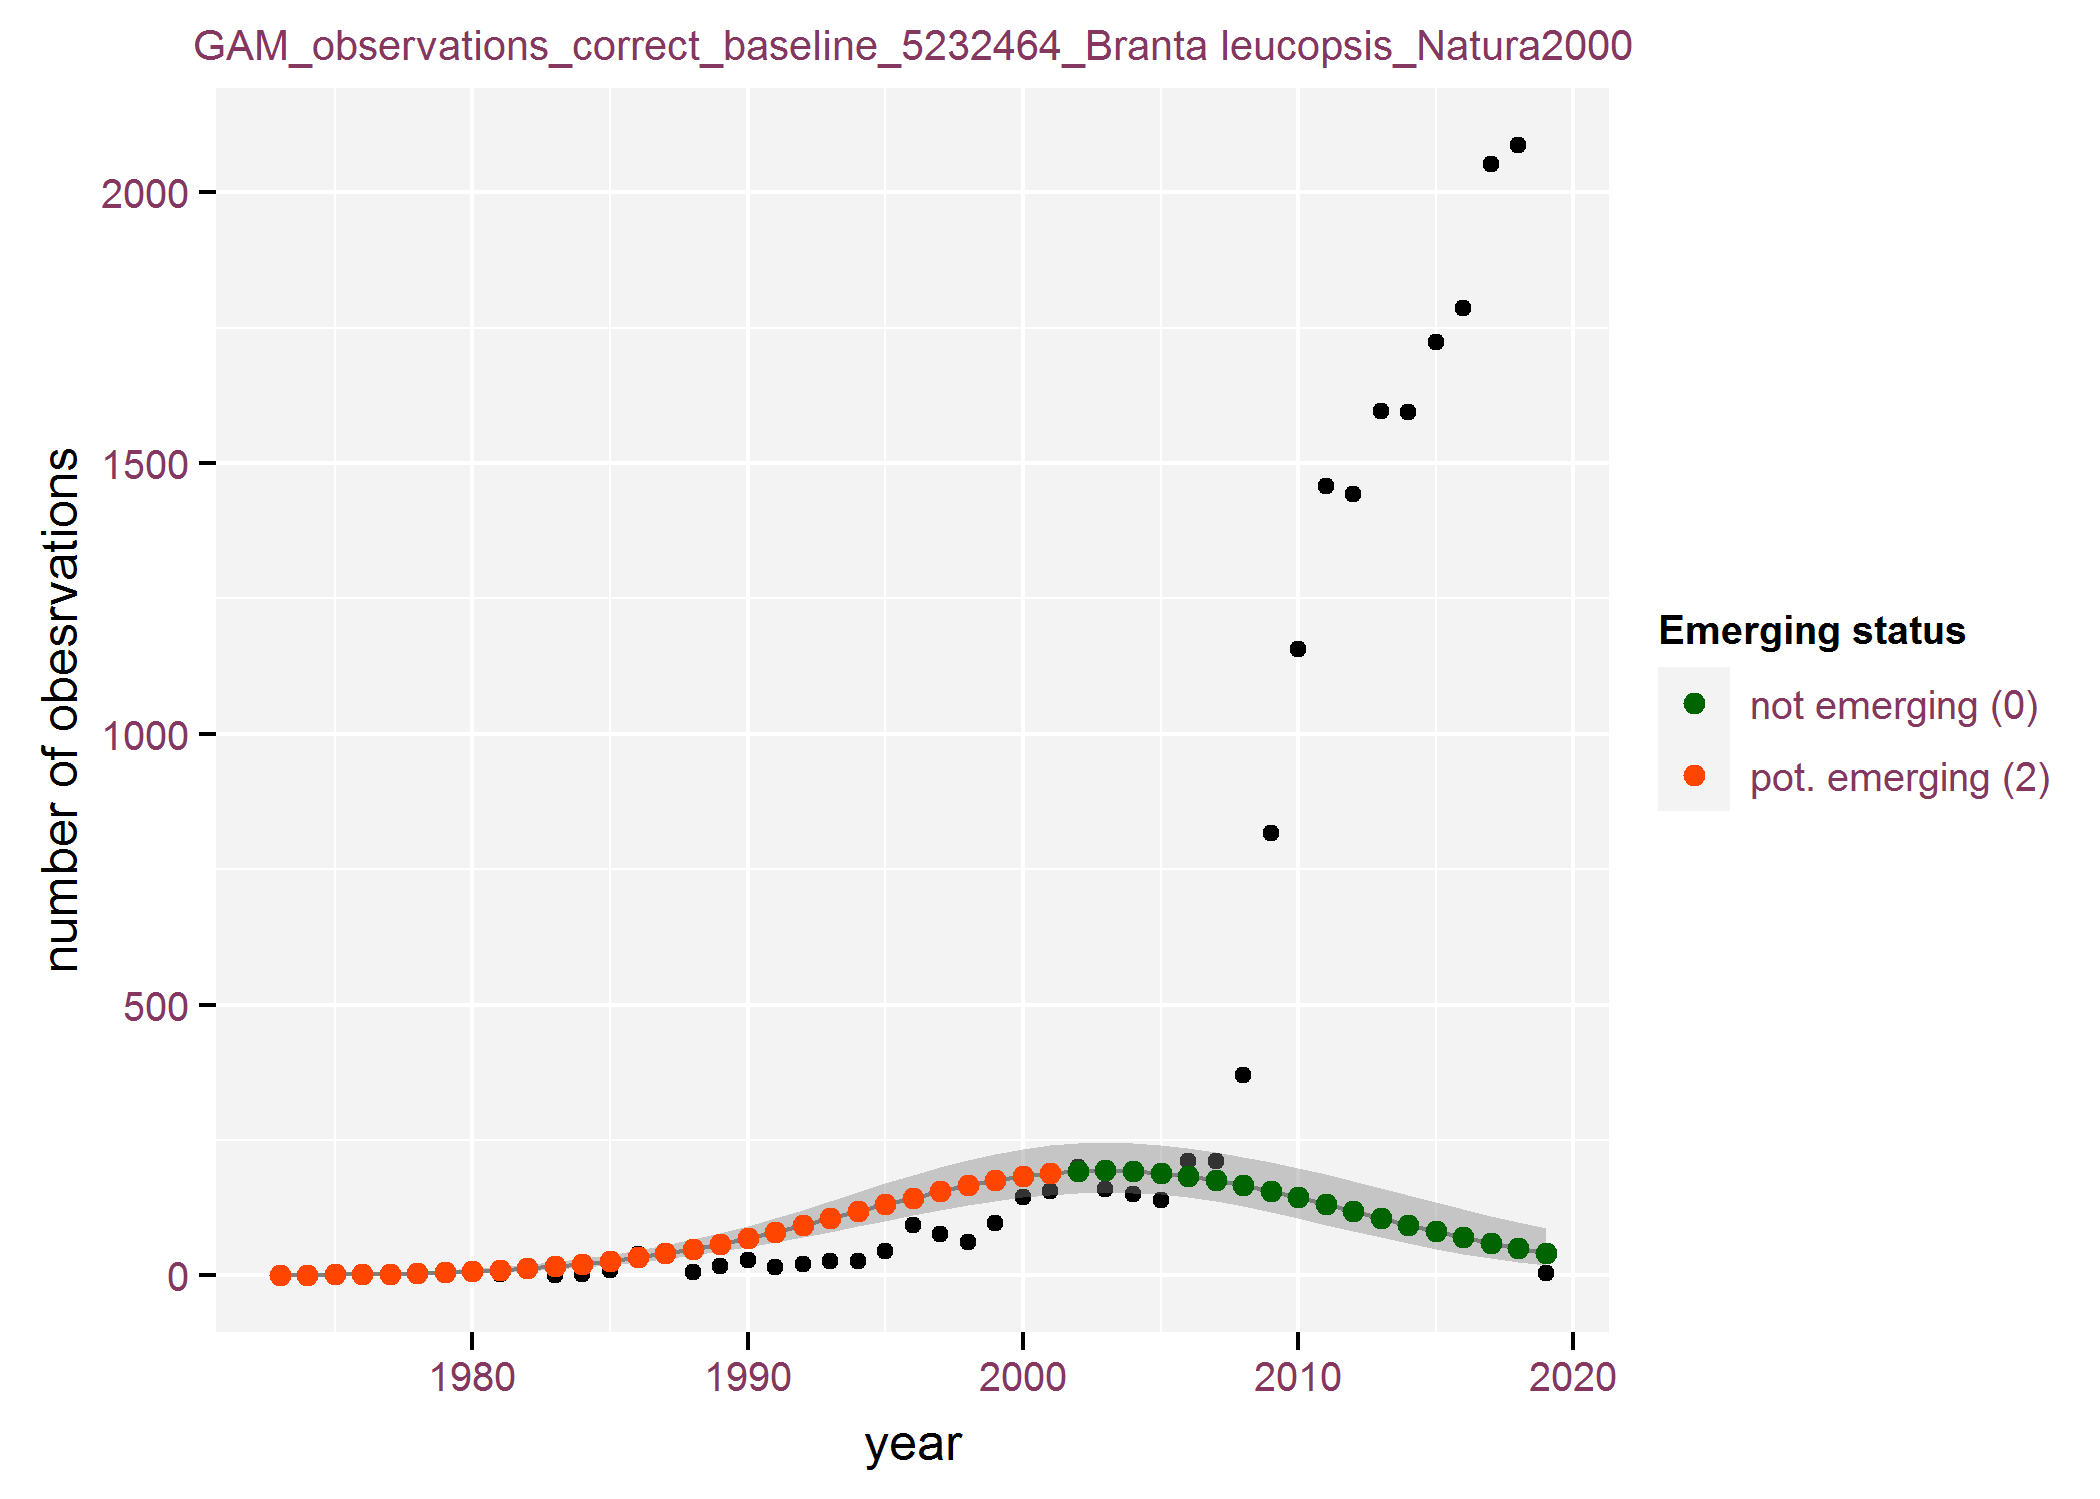 GAM_observations_correct_baseline_5232464_Branta leucopsis_Natura2000
number of obesrvations
2000
1500
1000
500
0
1980
1990
2000
2010
2020
year
Emerging status
not emerging (0)
pot. emerging (2)